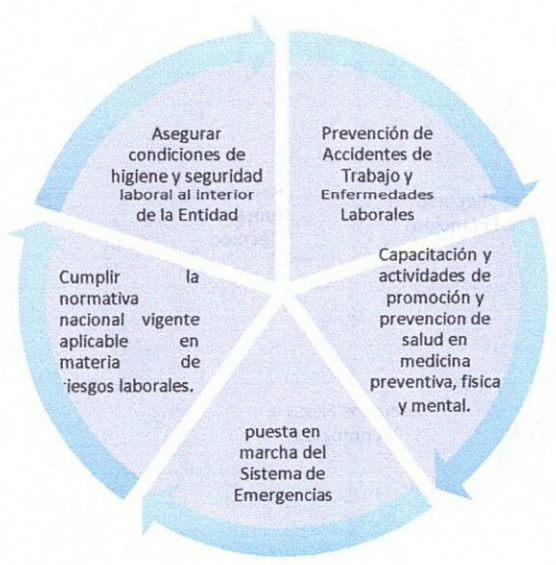 Prevención de
Accidentes de
Trabajo y
Enfermedades
Laborales
Capacitación y
actividades de
promoción y
prevencion de
salud en
medicina
preventiva, física
y mental.
puesta en
marcha del
Sistema de
Emergencias
Cumplir la
normativa
nacional vigente
aplicable en
materia de
riesgos laborales.
Asegurar
condiciones de
higiene y seguridad
laboral al interior
de la Entidad